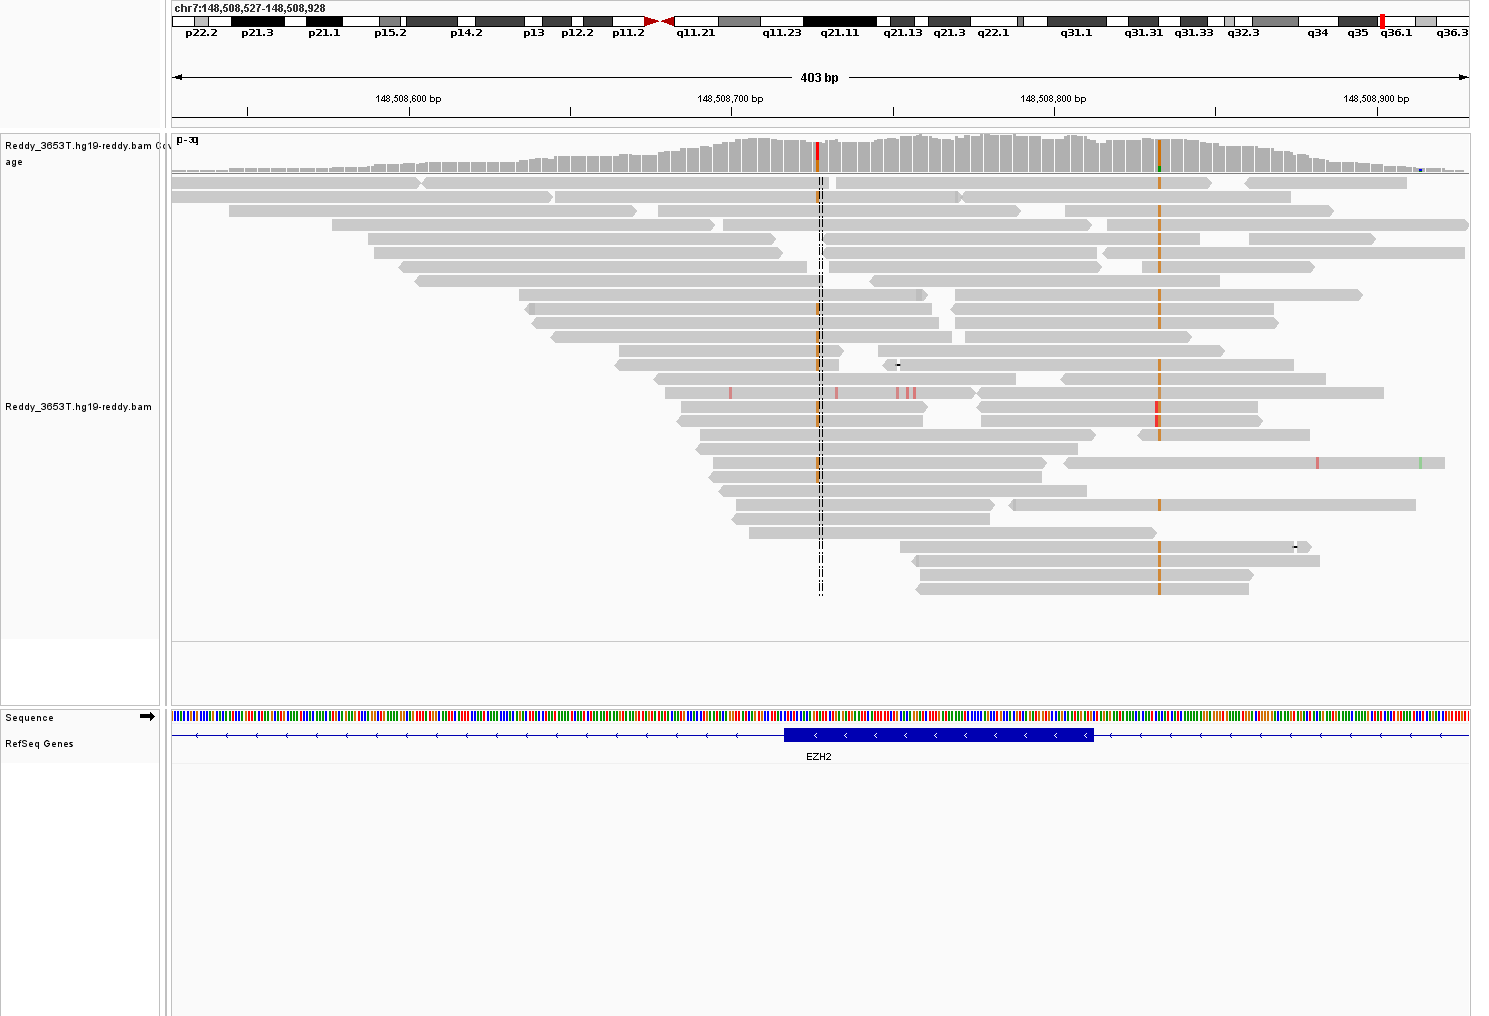 chr7:148,508,527-148,508,928
p22.2 p21.3 p21.1 p15.2 p14.2 p13 p12.2 p11.2 q11.21 q11.23 q21.11 q21.13 q21.3 q22.1 q31.1 q31.31 q31.33 q32.3 q34 q35 q36.1 q36.3
403 bp
148,508,600 bp 148,508,700 bp 148,508,800 bp 148,508,900 bp
Reddy_3653T.hg19-reddy.bam
age
Reddy_3653T.hg19-reddy.bam
Sequence
RefSeq Genes
EZH2